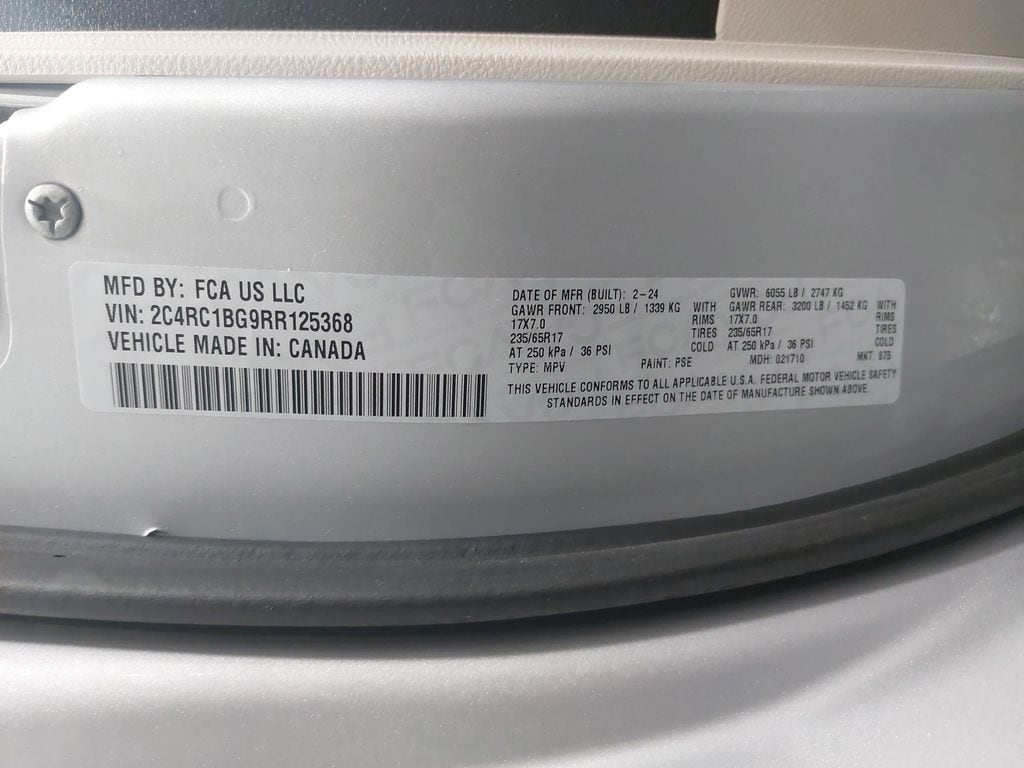 MFD BY: FCA US LLC
VIN: 2C4RC1BG9RR125368
VEHICLE MADE IN: CANADA
DATE OF MFR (BUILT): 2-24 GVWR: 6055 LB / 2747 KG
GAWR FRONT: 2950 LB / 1339 KG WITH GAWR REAR: 3200 LB / 1452 KG WITH
17X7.0 RIMS 17X7.0 RIMS
235/65R17 TIRES 235/65R17 TIRES
AT 250 kPa / 36 PSI COLD AT 250 kPa / 36 PSI COLD
TYPE: MPV PAINT: PSE MDH: 021710 MKT: 975
THIS VEHICLE CONFORMS TO ALL APPLICABLE U.S.A. FEDERAL MOTOR VEHICLE SAFETY
STANDARDS IN EFFECT ON THE DATE OF MANUFACTURE SHOWN ABOVE.